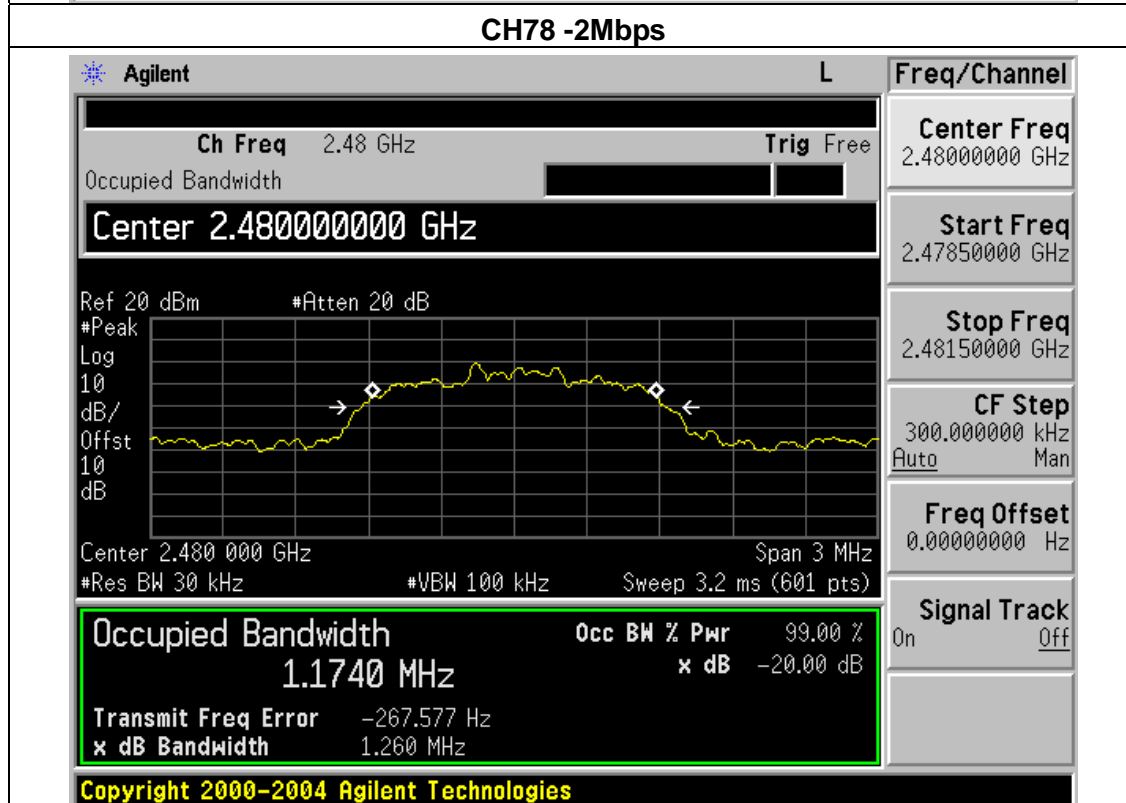 CH78 -2Mbps
Agilent L
Freq/Channel
Ch Freq 2.48 GHz Trig Free
Occupied Bandwidth
Center 2.480000000 GHz
Ref 20 dBm #Atten 20 dB
#Peak
Log
10
dB/
Offst
10
dB
Center 2.480 000 GHz Span 3 MHz
#Res BW 30 kHz #VBW 100 kHz Sweep 3.2 ms (601 pts)
Occupied Bandwidth Occ BW % Pwr 99.00 %
1.1740 MHz x dB -20.00 dB
Transmit Freq Error -267.577 Hz
x dB Bandwidth 1.260 MHz
Copyright 2000-2004 Agilent Technologies
Center Freq
2.48000000 GHz
Start Freq
2.47850000 GHz
Stop Freq
2.48150000 GHz
CF Step
300.000000 kHz
Auto Man
Freq Offset
0.00000000 Hz
Signal Track
On Off